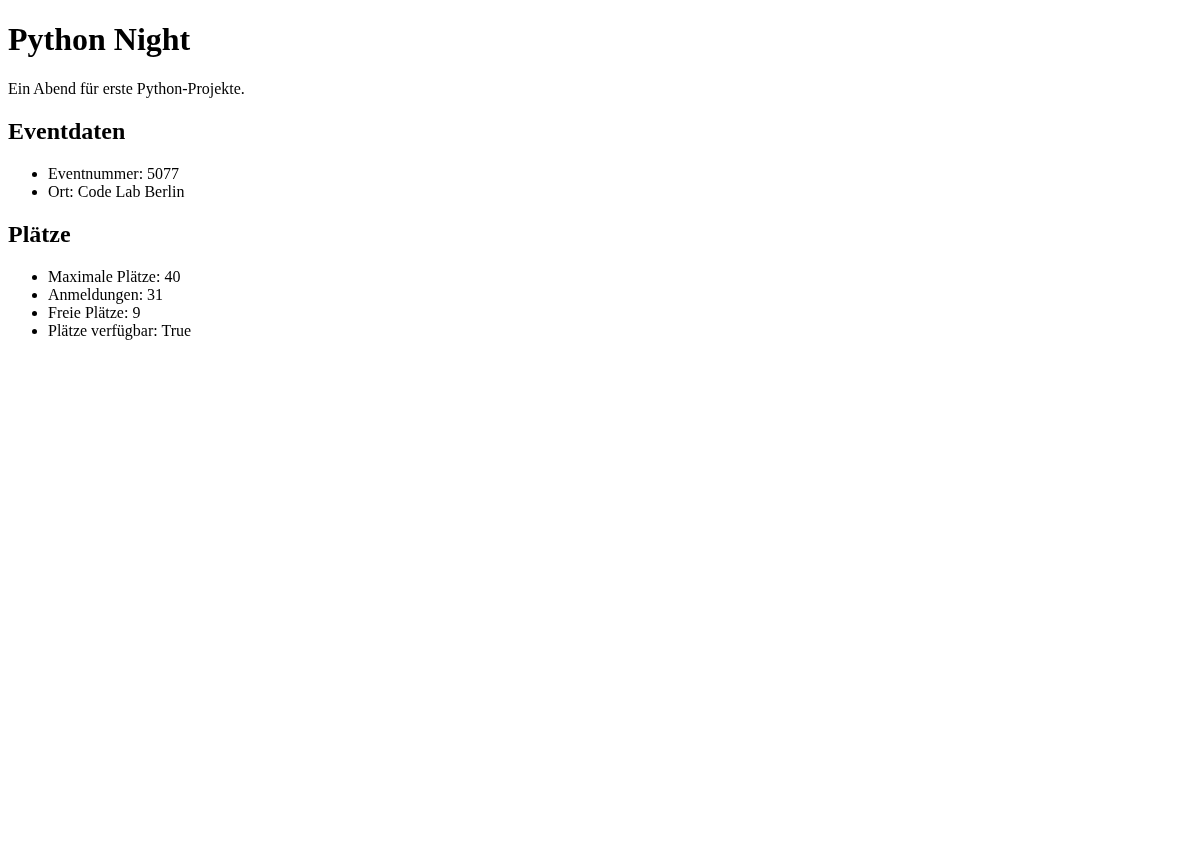 Python Night
Ein Abend für erste Python-Projekte.
Eventdaten
Eventnummer: 5077
Ort: Code Lab Berlin
Plätze
Maximale Plätze: 40
Anmeldungen: 31
Freie Plätze: 9
Plätze verfügbar: True